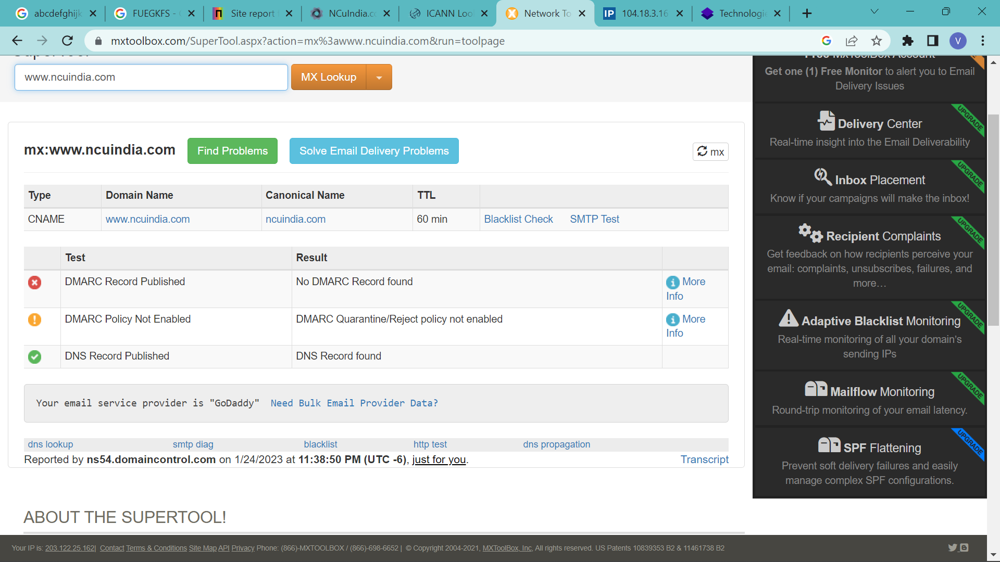 abcdefghijk
FUEGKFS -
Site report
NCuIndia.co
ICANN Loo
Network To
IP 104.18.3.16
Technologie
mxtoolbox.com/SuperTool.aspx?action=mx%3awww.ncuindia.com&run=toolpage
V
SuperTool
www.ncuindia.com
MX Lookup
mx:www.ncuindia.com
Find Problems
Solve Email Delivery Problems
mx
Type Domain Name Canonical Name TTL
CNAME www.ncuindia.com ncuindia.com 60 min Blacklist Check SMTP Test
Test Result
DMARC Record Published No DMARC Record found More
Info
DMARC Policy Not Enabled DMARC Quarantine/Reject policy not enabled More
Info
DNS Record Published DNS Record found
Your email service provider is "GoDaddy" Need Bulk Email Provider Data?
dns lookup smtp diag blacklist http test dns propagation
Reported by ns54.domaincontrol.com on 1/24/2023 at 11:38:50 PM (UTC -6), just for you. Transcript
ABOUT THE SUPERTOOL!
Free MxToolBox Account
Get one (1) Free Monitor to alert you to Email
Delivery Issues
UPGRADE
Delivery Center
Real-time insight into the Email Deliverability
UPGRADE
Inbox Placement
Know if your campaigns will make the inbox!
UPGRADE
Recipient Complaints
Get feedback on how recipients perceive your
email: complaints, unsubscribes, failures, and
more…
UPGRADE
Adaptive Blacklist Monitoring
Real-time monitoring of all your domain's
sending IPs
UPGRADE
Mailflow Monitoring
Round-trip monitoring of your email latency.
UPGRADE
SPF Flattening
Prevent soft delivery failures and easily
manage complex SPF configurations.
Your IP is: 203.122.25.162| Contact Terms & Conditions Site Map API Privacy Phone: (866)-MXTOOLBOX / (866)-698-6652 | © Copyright 2004-2021, MXToolBox, Inc, All rights reserved. US Patents 10839353 B2 & 11461738 B2